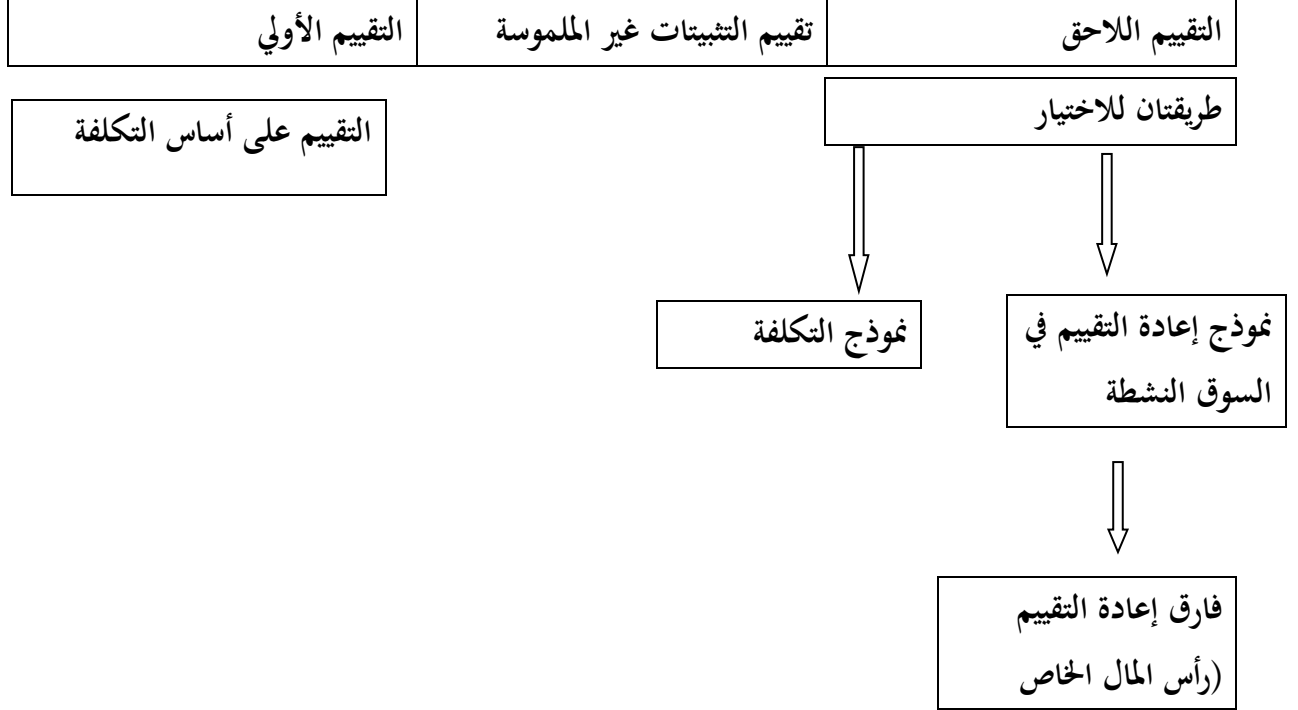 التقييم اللاحق
تقييم التثبيتات غير الملموسة
التقييم الأولي
طريقتان للاختيار
التقييم على أساس التكلفة
نموذج إعادة التقييم في
السوق النشطة
نموذج التكلفة
فارق إعادة التقييم
(رأس المال الخاص